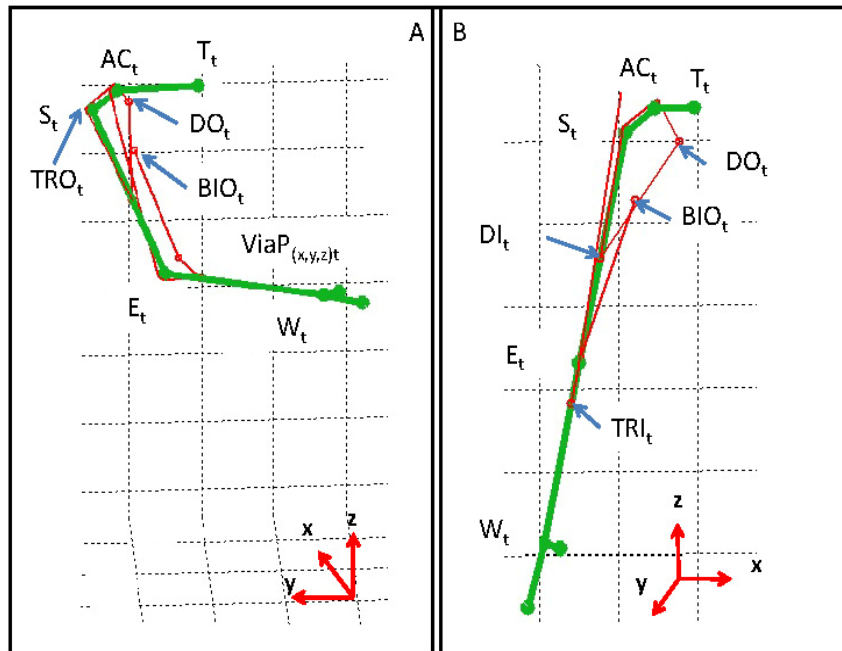 A
T_t
AC_t
S_t
DO_t
TRO_t
BIO_t
ViaP_(x,y,z)t
E_t
W_t
x
z
y
B
AC_t
T_t
S_t
DO_t
BIO_t
DI_t
E_t
TRI_t
W_t
z
y
x